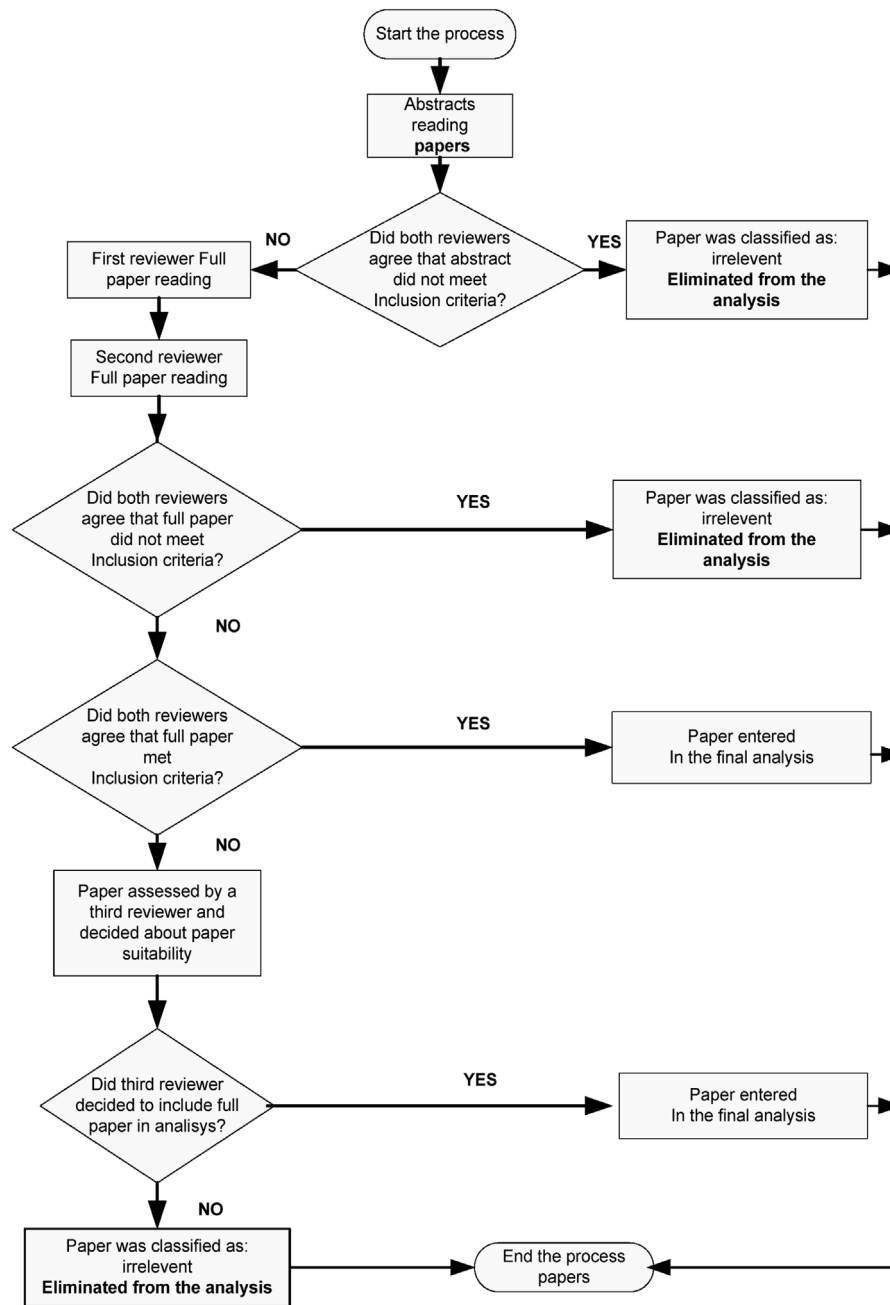 Start the process
Abstracts
reading
papers
Did both reviewers
agree that abstract
did not meet
Inclusion criteria?
NO
YES
First reviewer Full
paper reading
Paper was classified as:
irrelevent
Eliminated from the
analysis
Second reviewer
Full paper reading
Did both reviewers
agree that full paper
did not meet
Inclusion criteria?
YES
Paper was classified as:
irrelevent
Eliminated from the
analysis
NO
Did both reviewers
agree that full paper
met
Inclusion criteria?
YES
Paper entered
In the final analysis
NO
Paper assessed by a
third reviewer and
decided about paper
suitability
Did third reviewer
decided to include full
paper in analisys?
YES
Paper entered
In the final analysis
NO
Paper was classified as:
irrelevent
Eliminated from the analysis
End the process
papers